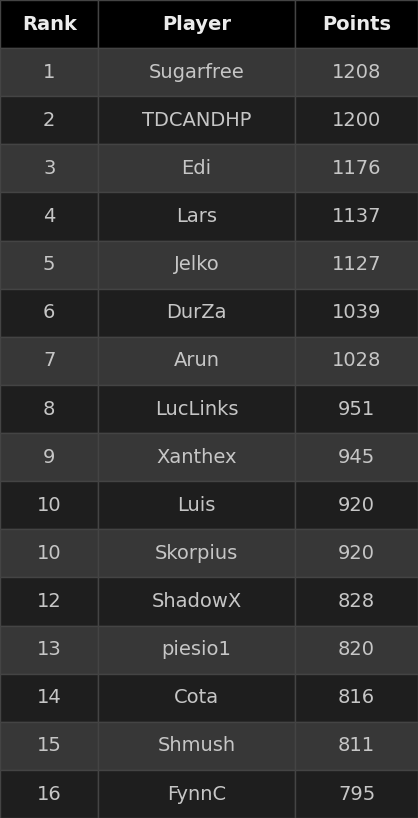 Rank Player Points
1 Sugarfree 1208
2 TDCANDHP 1200
3 Edi 1176
4 Lars 1137
5 Jelko 1127
6 DurZa 1039
7 Arun 1028
8 LucLinks 951
9 Xanthex 945
10 Luis 920
10 Skorpius 920
12 ShadowX 828
13 piesio1 820
14 Cota 816
15 Shmush 811
16 FynnC 795